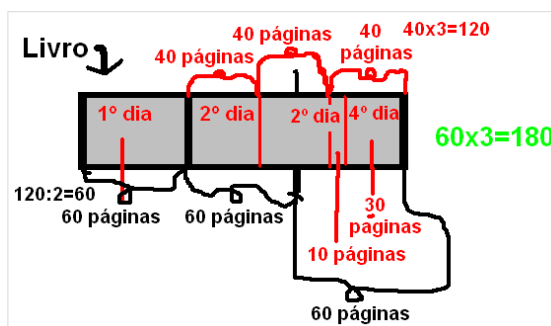 Livro
40 páginas
40 páginas
40
páginas
40x3=120
1º dia
2º dia
2º dia
4º dia
60x3=180
120:2=60
60 páginas
60 páginas
30
paginas
10 páginas
60 páginas